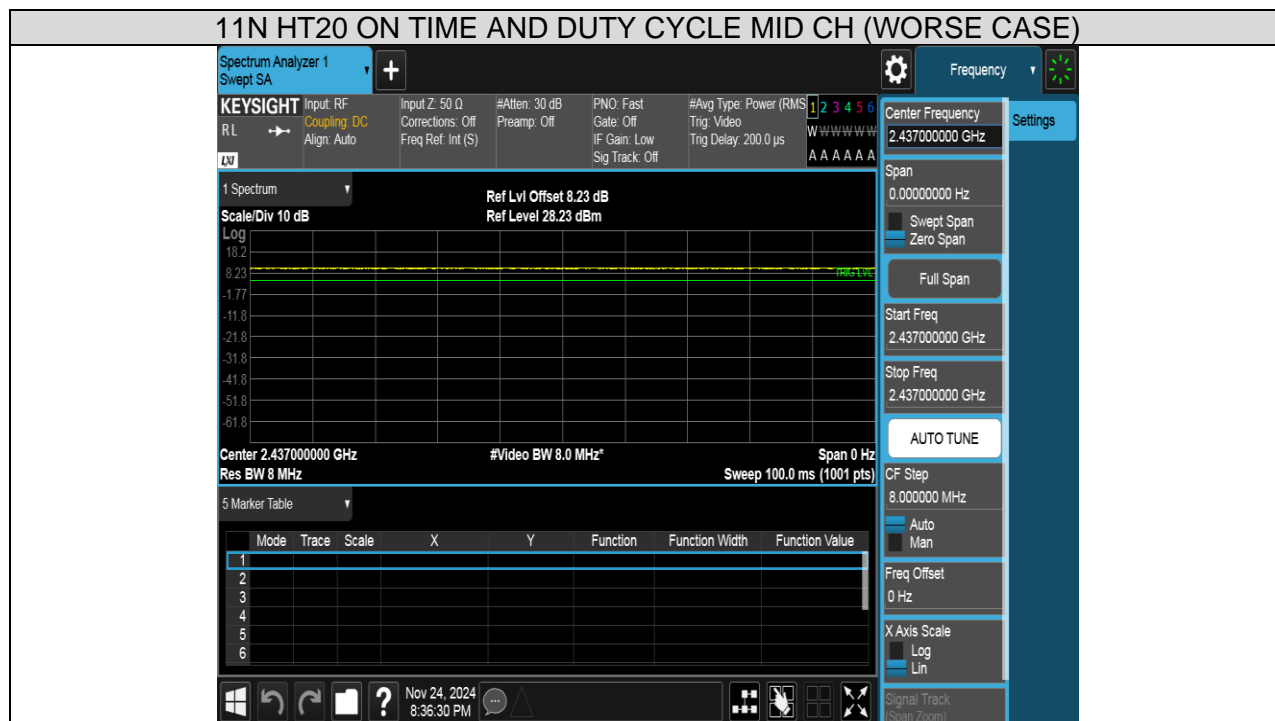 11N HT20 ON TIME AND DUTY CYCLE MID CH (WORSE CASE)
Spectrum Analyzer 1
Swept SA
+
Frequency
KEYSIGHT
RL
LXI
Input: RF
Coupling: DC
Align: Auto
Input Z: 50 Ω
Corrections: Off
Freq Ref: Int (S)
#Atten: 30 dB
Preamp: Off
PNO: Fast
Gate: Off
IF Gain: Low
Sig Track: Off
#Avg Type: Power (RMS
Trig: Video
Trig Delay: 200.0 µs
1 2 3 4 5 6
W W W W W W
A A A A A A
1 Spectrum
Scale/Div 10 dB
Ref Lvl Offset 8.23 dB
Ref Level 28.23 dBm
Log
18.2
8.23
-1.77
-11.8
-21.8
-31.8
-41.8
-51.8
-61.8
TRIG LVL
Center 2.437000000 GHz
#Video BW 8.0 MHz*
Span 0 Hz
Res BW 8 MHz
Sweep 100.0 ms (1001 pts)
5 Marker Table
Mode Trace Scale X Y Function Function Width Function Value
1
2
3
4
5
6
?
Nov 24, 2024
8:36:30 PM
Center Frequency
2.437000000 GHz
Settings
Span
0.00000000 Hz
Swept Span
Zero Span
Full Span
Start Freq
2.437000000 GHz
Stop Freq
2.437000000 GHz
AUTO TUNE
CF Step
8.000000 MHz
Auto
Man
Freq Offset
0 Hz
X Axis Scale
Log
Lin
Signal Track
(Span Zoom)